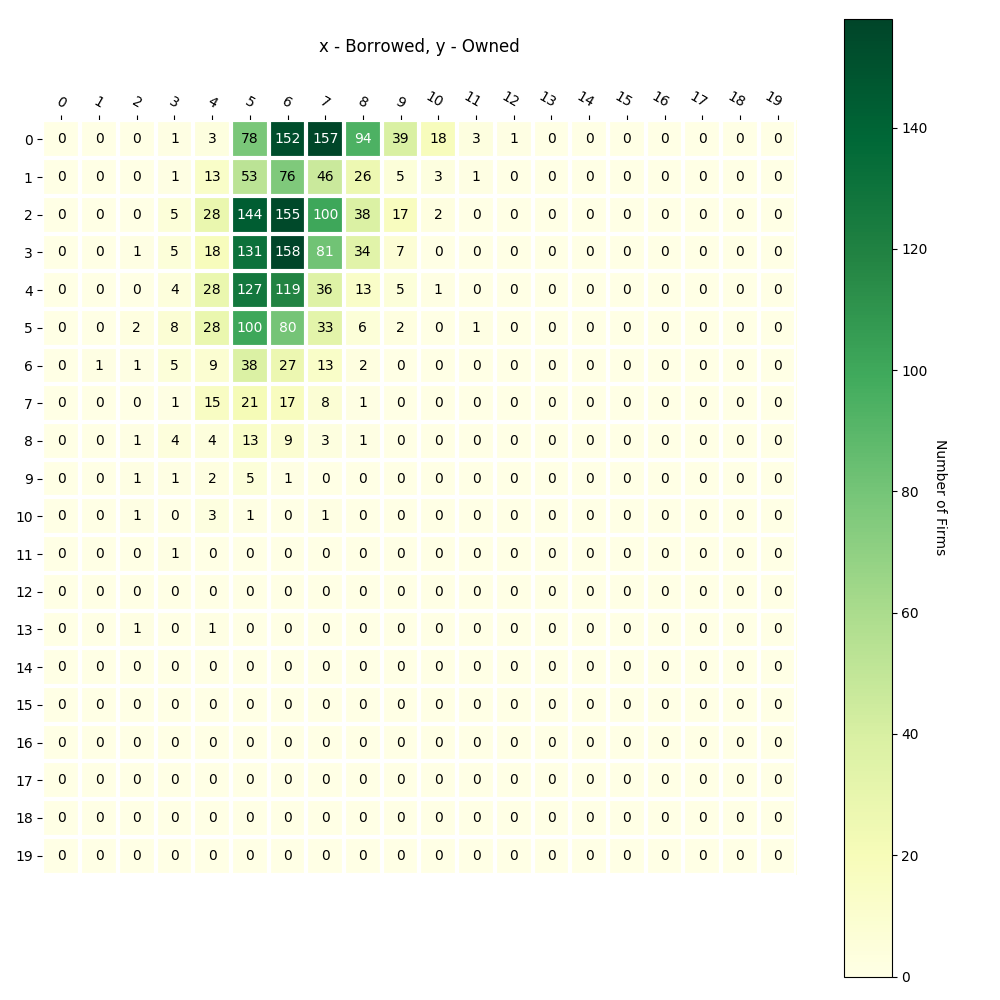 x - Borrowed, y - Owned
0 1 2 3 4 5 6 7 8 9 10 11 12 13 14 15 16 17 18 19
0 0 0 0 1 3 78 152 157 94 39 18 3 1 0 0 0 0 0 0 0
1 0 0 0 1 13 53 76 46 26 5 3 1 0 0 0 0 0 0 0 0
2 0 0 0 5 28 144 155 100 38 17 2 0 0 0 0 0 0 0 0 0
3 0 0 1 5 18 131 158 81 34 7 0 0 0 0 0 0 0 0 0 0
4 0 0 0 4 28 127 119 36 13 5 1 0 0 0 0 0 0 0 0 0
5 0 0 2 8 28 100 80 33 6 2 0 1 0 0 0 0 0 0 0 0
6 0 1 1 5 9 38 27 13 2 0 0 0 0 0 0 0 0 0 0 0
7 0 0 0 1 15 21 17 8 1 0 0 0 0 0 0 0 0 0 0 0
8 0 0 1 4 4 13 9 3 1 0 0 0 0 0 0 0 0 0 0 0
9 0 0 1 1 2 5 1 0 0 0 0 0 0 0 0 0 0 0 0 0
10 0 0 1 0 3 1 0 1 0 0 0 0 0 0 0 0 0 0 0 0
11 0 0 0 1 0 0 0 0 0 0 0 0 0 0 0 0 0 0 0 0
12 0 0 0 0 0 0 0 0 0 0 0 0 0 0 0 0 0 0 0 0
13 0 0 1 0 1 0 0 0 0 0 0 0 0 0 0 0 0 0 0 0
14 0 0 0 0 0 0 0 0 0 0 0 0 0 0 0 0 0 0 0 0
15 0 0 0 0 0 0 0 0 0 0 0 0 0 0 0 0 0 0 0 0
16 0 0 0 0 0 0 0 0 0 0 0 0 0 0 0 0 0 0 0 0
17 0 0 0 0 0 0 0 0 0 0 0 0 0 0 0 0 0 0 0 0
18 0 0 0 0 0 0 0 0 0 0 0 0 0 0 0 0 0 0 0 0
19 0 0 0 0 0 0 0 0 0 0 0 0 0 0 0 0 0 0 0 0
140
120
100
80
60
40
20
0
Number of Firms